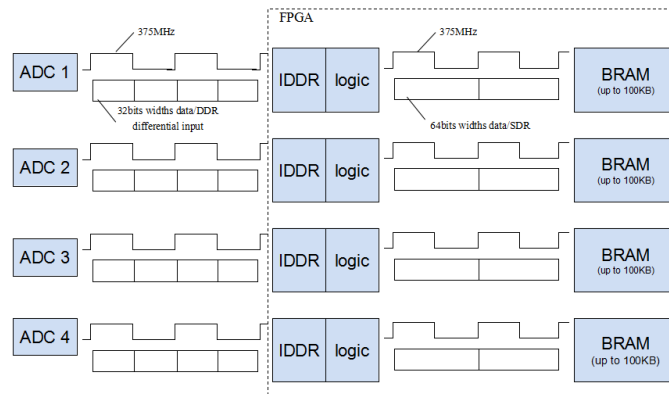 FPGA
375MHz
375MHz
ADC 1
IDDR
logic
BRAM
(up to 100KB)
32bits widths data/DDR
differential input
64bits widths data/SDR
ADC 2
IDDR
logic
BRAM
(up to 100KB)
ADC 3
IDDR
logic
BRAM
(up to 100KB)
ADC 4
IDDR
logic
BRAM
(up to 100KB)